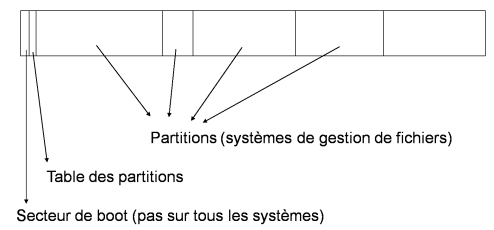 Partitions (systèmes de gestion de fichiers)
Table des partitions
Secteur de boot (pas sur tous les systèmes)